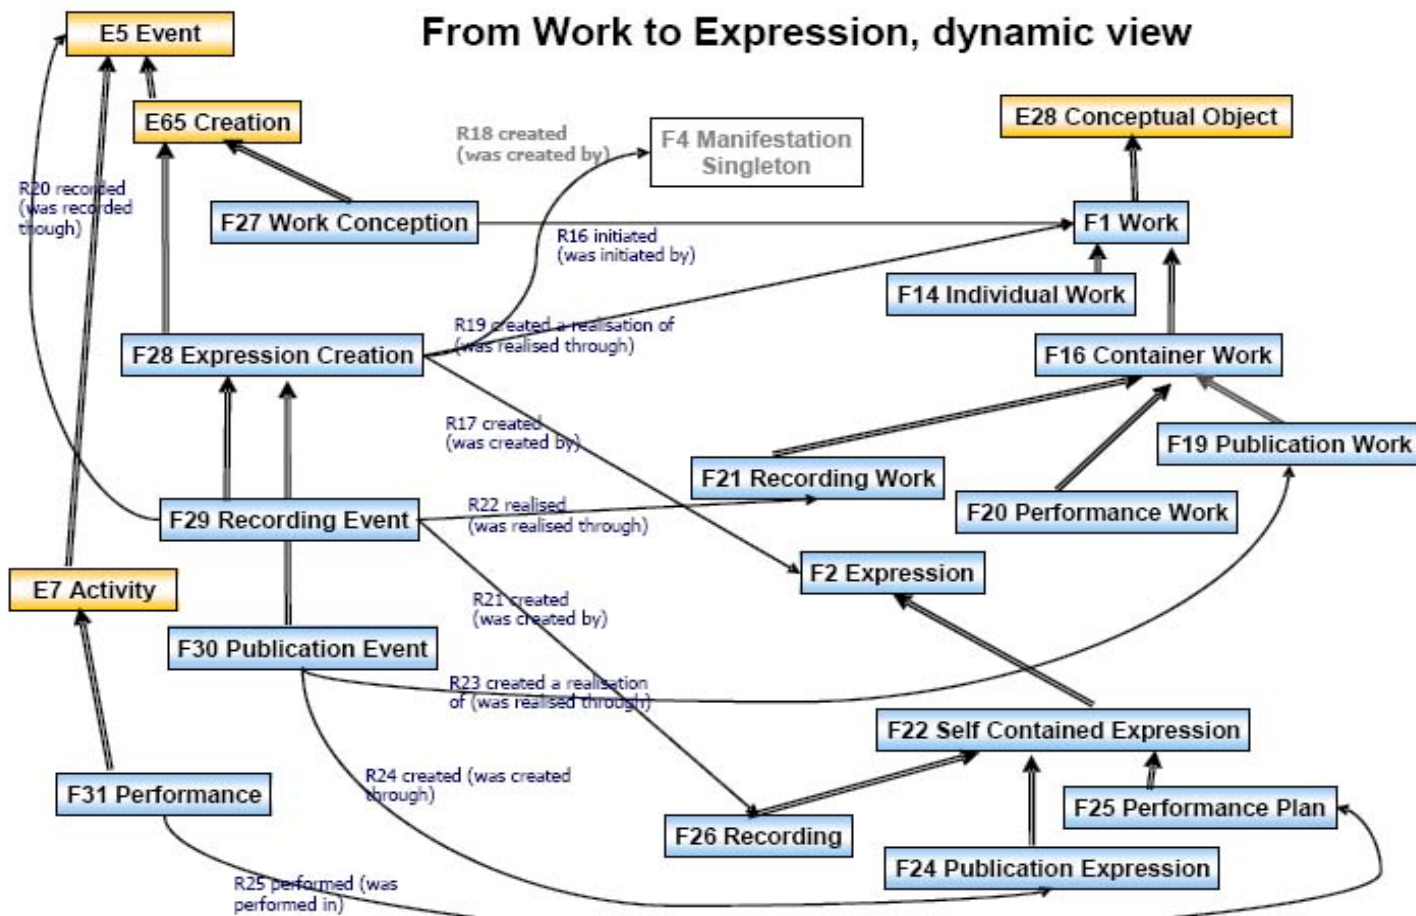 From Work to Expression, dynamic view
E5 Event
E65 Creation
E28 Conceptual Object
R18 created
(was created by)
F4 Manifestation
Singleton
R20 recorded
(was recorded
though)
F27 Work Conception
R16 initiated
(was initiated by)
F1 Work
F14 Individual Work
R19 created a realisation of
(was realised through)
F28 Expression Creation
F16 Container Work
R17 created
(was created by)
F19 Publication Work
F21 Recording Work
F29 Recording Event
R22 realised
(was realised through)
F20 Performance Work
E7 Activity
F2 Expression
R21 created
(was created by)
F30 Publication Event
R23 created a realisation
of (was realised through)
F22 Self Contained Expression
R24 created (was created
through)
F31 Performance
F25 Performance Plan
F26 Recording
F24 Publication Expression
R25 performed (was
performed in)